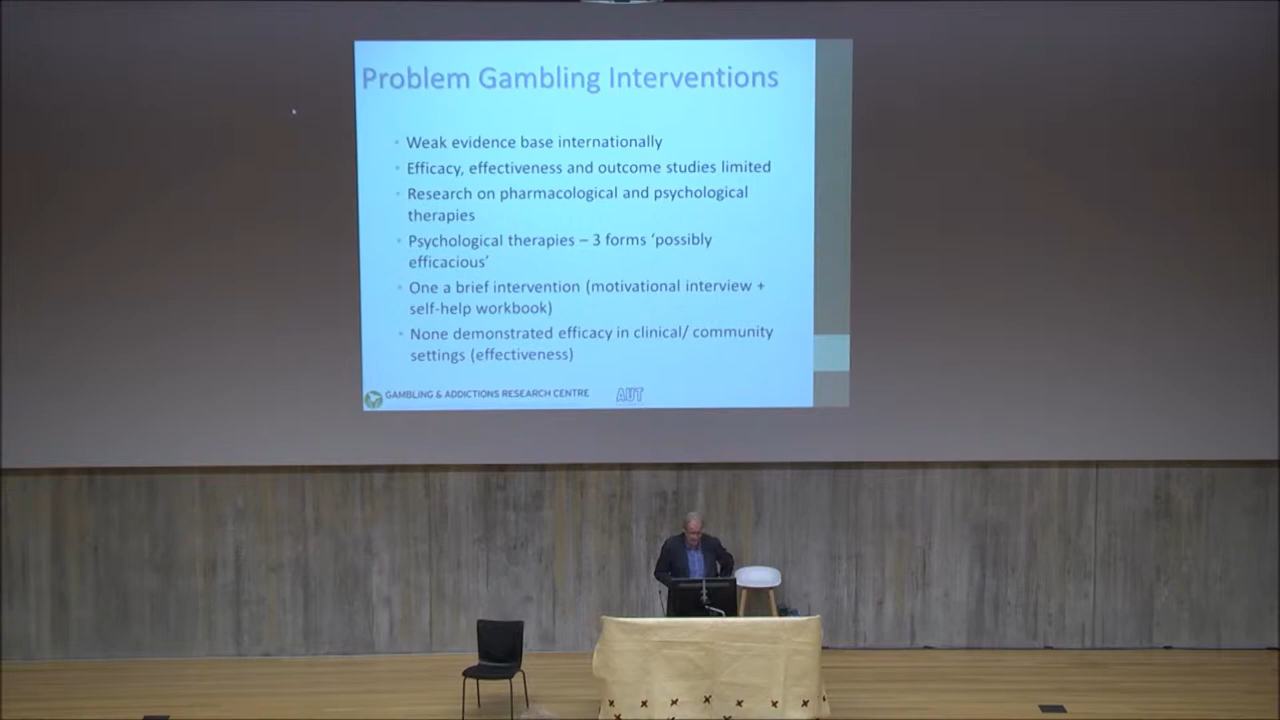 Problem Gambling Interventions
• Weak evidence base internationally
• Efficacy, effectiveness and outcome studies limited
• Research on pharmacological and psychological
therapies
• Psychological therapies – 3 forms ‘possibly
efficacious’
• One a brief intervention (motivational interview +
self-help workbook)
• None demonstrated efficacy in clinical/ community
settings (effectiveness)
GAMBLING & ADDICTIONS RESEARCH CENTRE
AUT